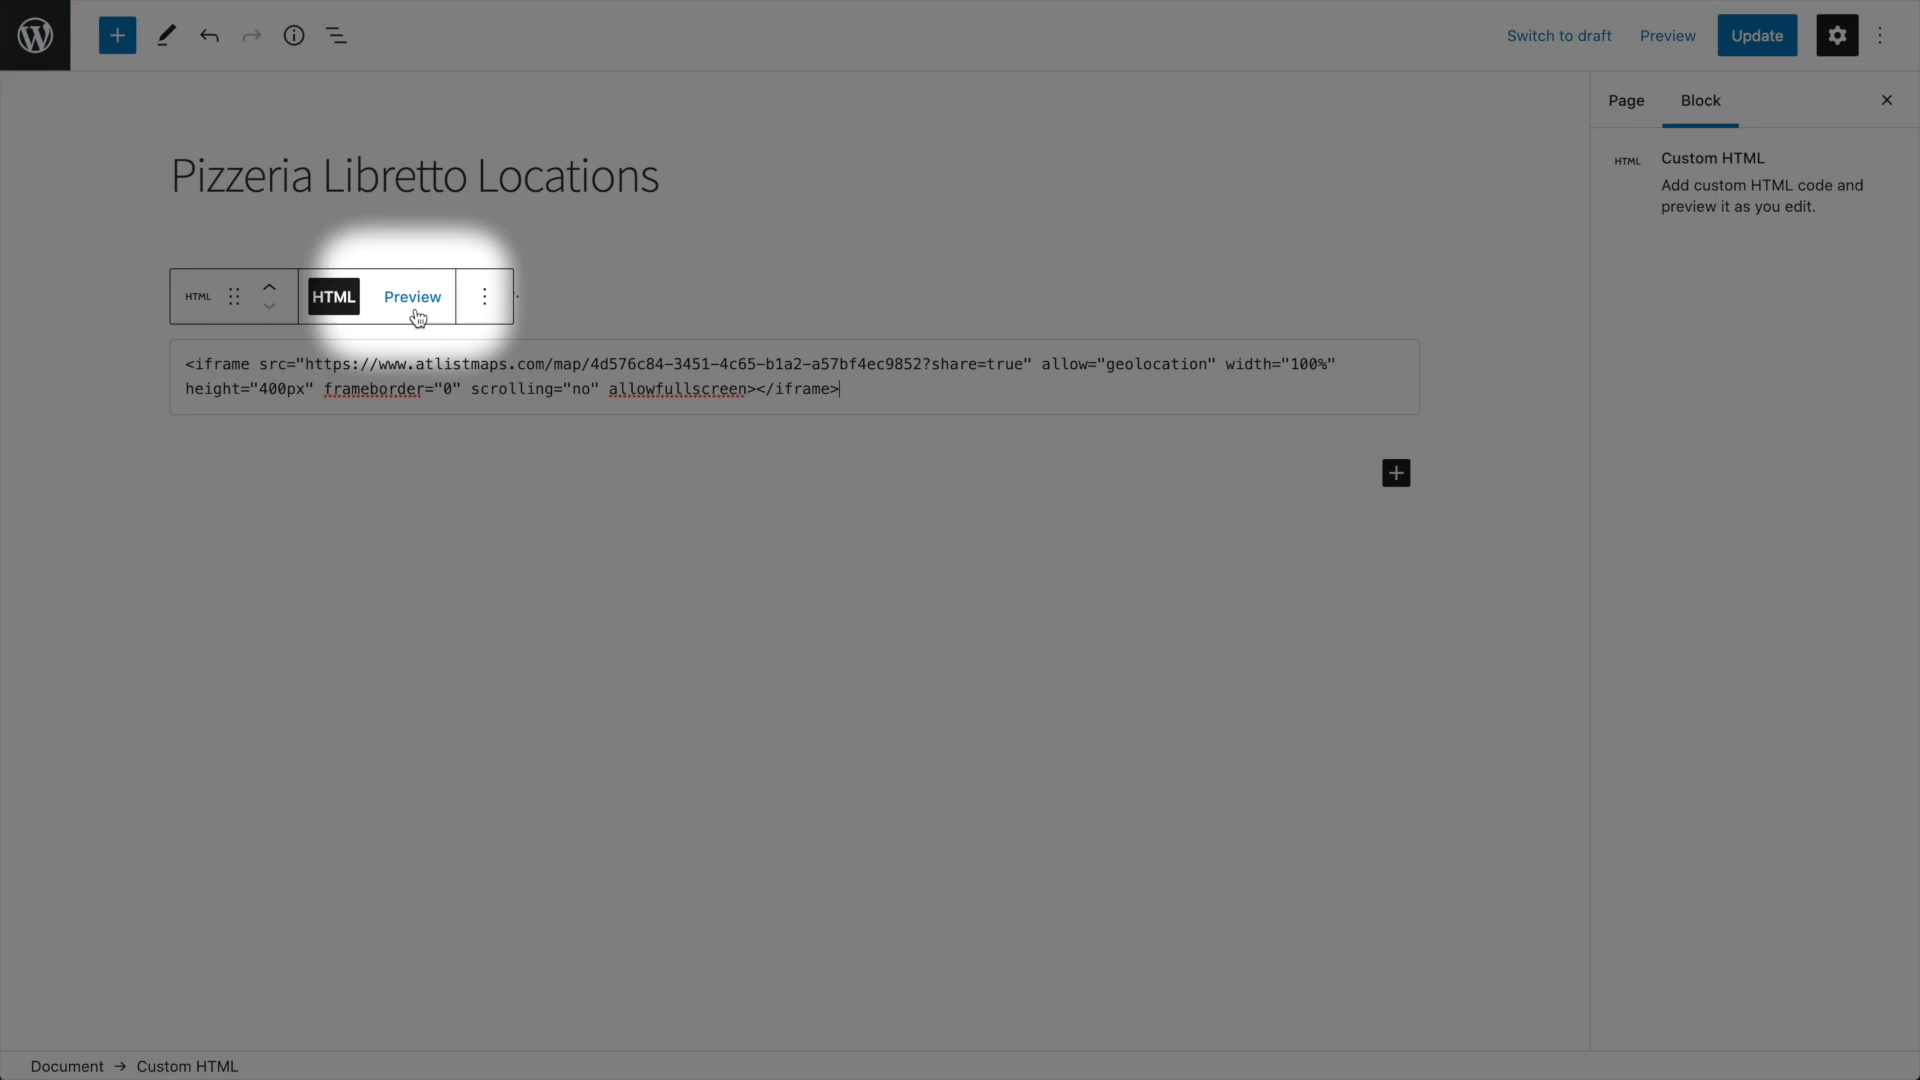 Switch to draft Preview Update
Page Block
Pizzeria Libretto Locations
HTML Custom HTML
Add custom HTML code and
preview it as you edit.
HTML HTML Preview
<iframe src="https://www.atlistmaps.com/map/4d576c84-3451-4c65-b1a2-a57bf4ec9852?share=true" allow="geolocation" width="100%"
height="400px" frameborder="0" scrolling="no" allowfullscreen></iframe>
Document → Custom HTML